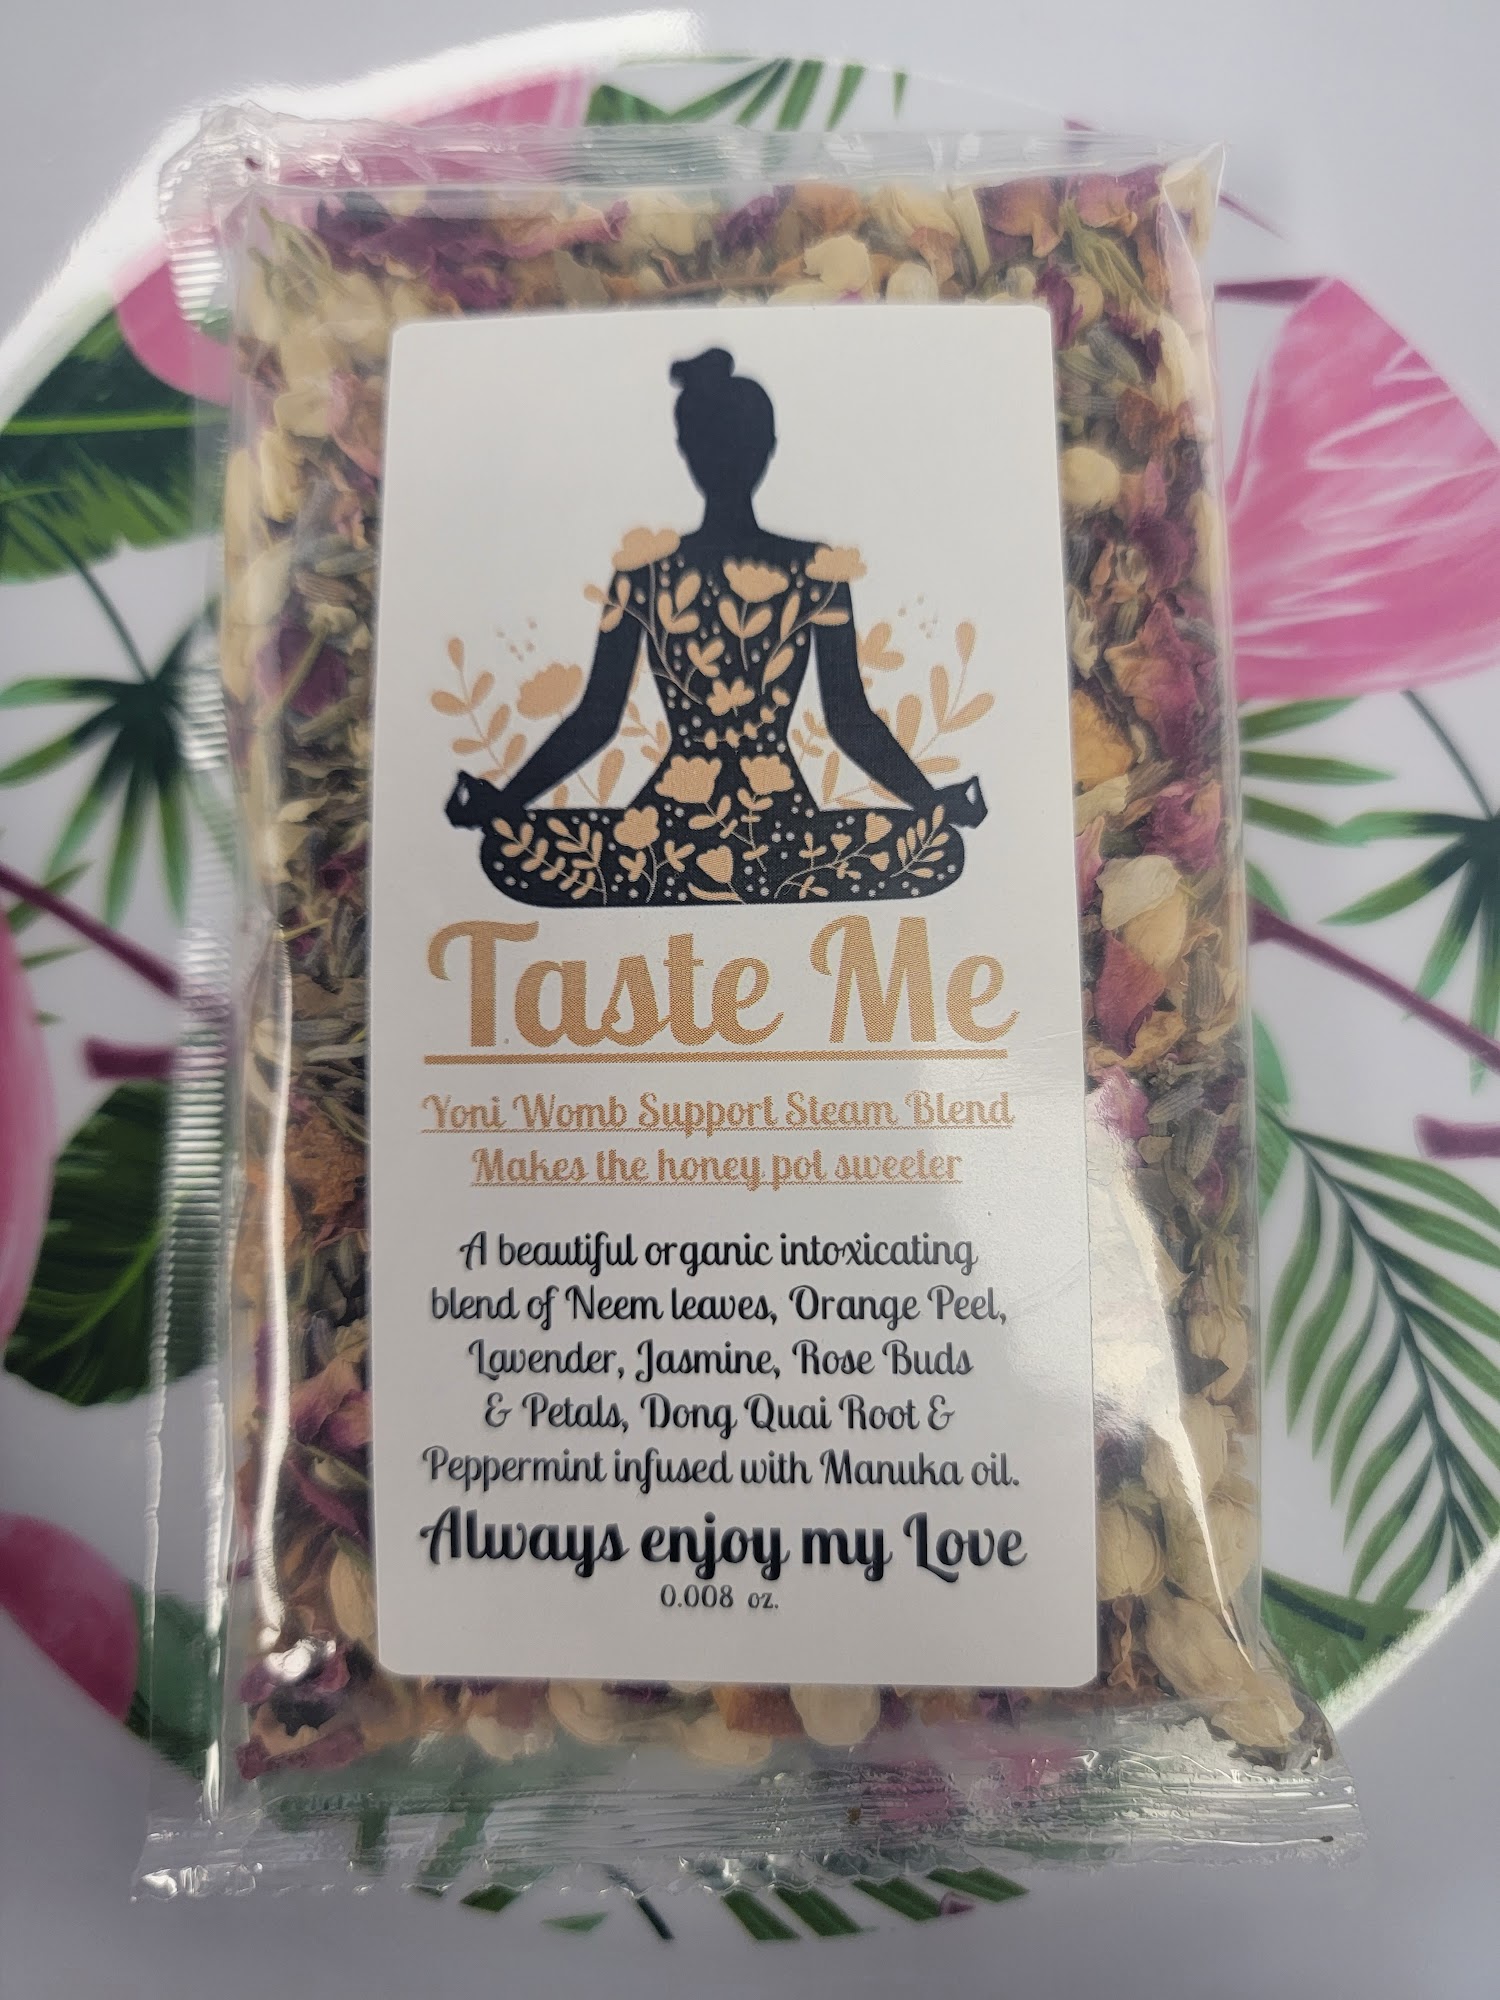 Taste Me
Yoni Womb Support Steam Blend
Makes the honey pot sweeter
A beautiful organic intoxicating
blend of Neem leaves, Orange Peel,
Lavender, Jasmine, Rose Buds
& Petals, Dong Quai Root &
Peppermint infused with Manuka oil.
Always enjoy my Love
0.008 oz.